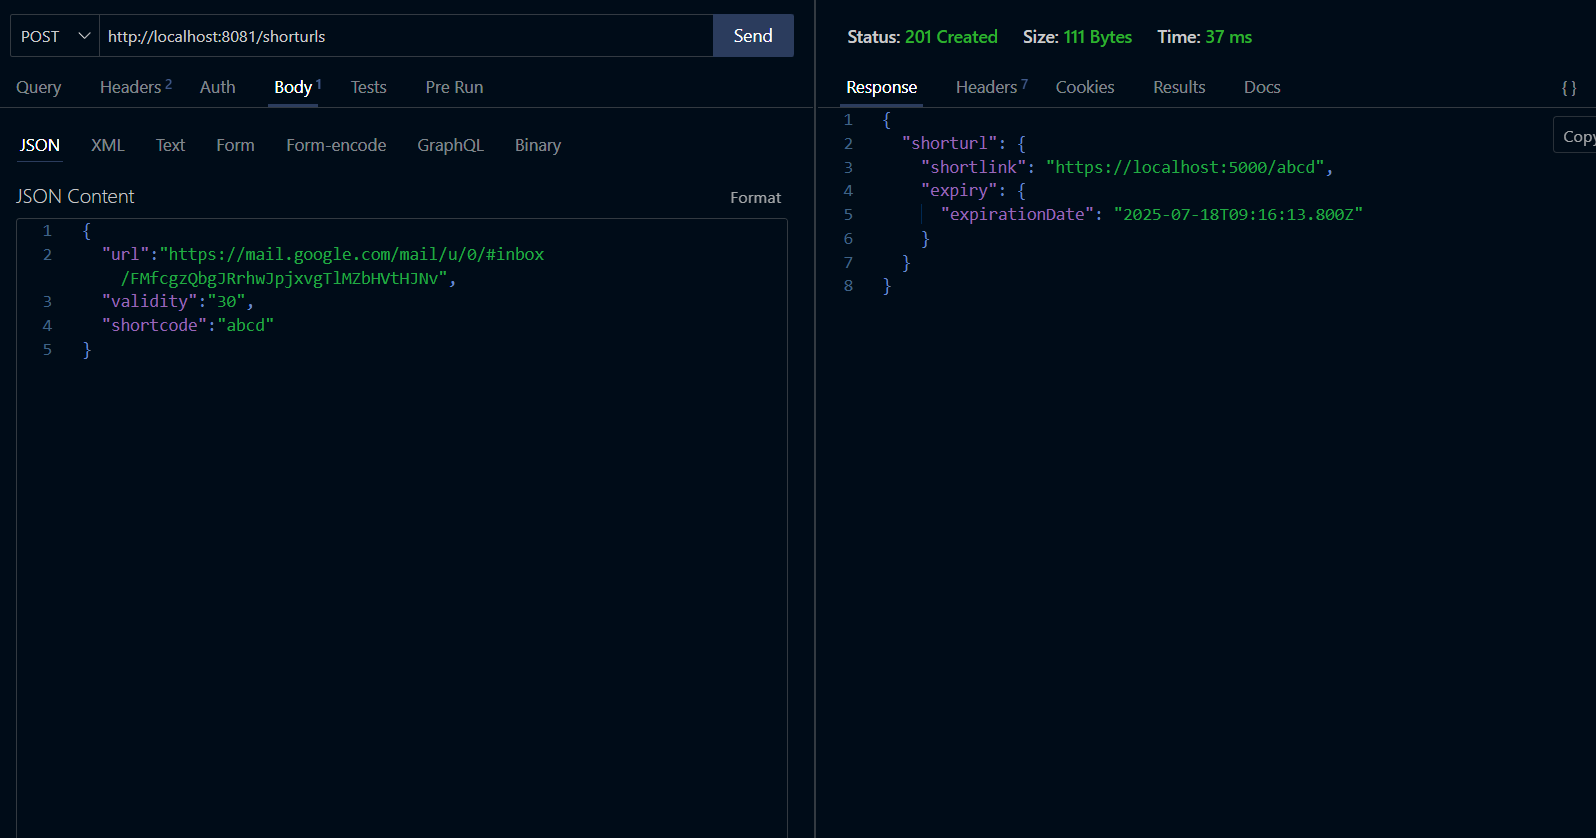 POST http://localhost:8081/shorturls Send
Query Headers 2 Auth Body 1 Tests Pre Run
JSON XML Text Form Form-encode GraphQL Binary
JSON Content Format
1 {
2 "url":"https://mail.google.com/mail/u/0/#inbox
/FMfcgzQbgJRrhwJpjxvgTlMZbHVtHJNv",
3 "validity":"30",
4 "shortcode":"abcd"
5 }
Status: 201 Created Size: 111 Bytes Time: 37 ms
Response Headers 7 Cookies Results Docs {}
1 {
2 "shorturl": {
3 "shortlink": "https://localhost:5000/abcd",
4 "expiry": {
5 "expirationDate": "2025-07-18T09:16:13.800Z"
6 }
7 }
8 }
Copy